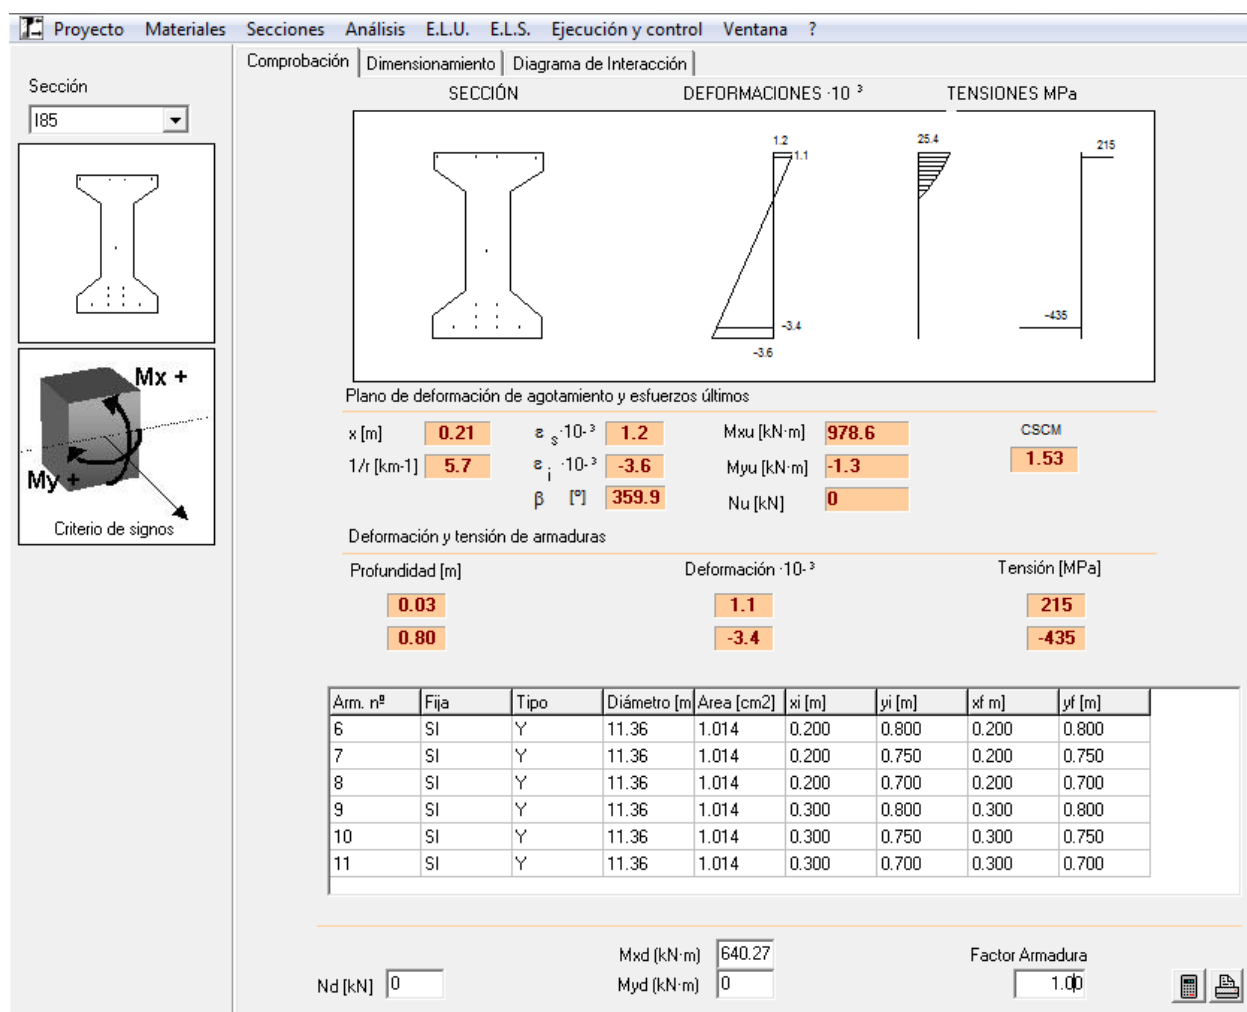 Proyecto Materiales Secciones Análisis E.L.U. E.L.S. Ejecución y control Ventana ?
Comprobación Dimensionamiento Diagrama de Interacción
Sección
I85
SECCIÓN DEFORMACIONES ·10 ³ TENSIONES MPa
1.2
1.1
25.4
215
-3.4
-3.6
-435
Mx +
My +
Criterio de signos
Plano de deformación de agotamiento y esfuerzos últimos
x [m] 0.21 ε s ·10-³ 1.2 Mxu [kN·m] 978.6 CSCM
1/r [km-1] 5.7 ε i ·10-³ -3.6 Myu [kN·m] -1.3 1.53
β [º] 359.9 Nu [kN] 0
Deformación y tensión de armaduras
Profundidad [m] Deformación ·10-³ Tensión [MPa]
0.03 1.1 215
0.80 -3.4 -435
Arm. nº Fija Tipo Diámetro [m Area [cm2] xi [m] yi [m] xf m] yf [m]
6 SI Y 11.36 1.014 0.200 0.800 0.200 0.800
7 SI Y 11.36 1.014 0.200 0.750 0.200 0.750
8 SI Y 11.36 1.014 0.200 0.700 0.200 0.700
9 SI Y 11.36 1.014 0.300 0.800 0.300 0.800
10 SI Y 11.36 1.014 0.300 0.750 0.300 0.750
11 SI Y 11.36 1.014 0.300 0.700 0.300 0.700
Mxd (kN·m) 640.27 Factor Armadura
Nd [kN] 0 Myd (kN·m) 0 1.00